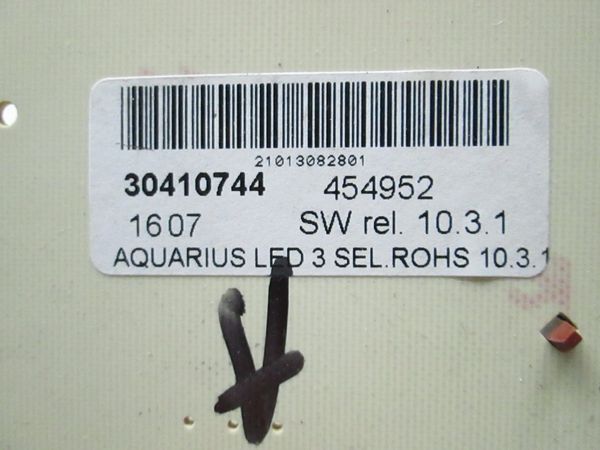 21013082801
30410744 454952
1607 SW rel. 10.3.1
AQUARIUS LED 3 SEL.ROHS 10.3.1